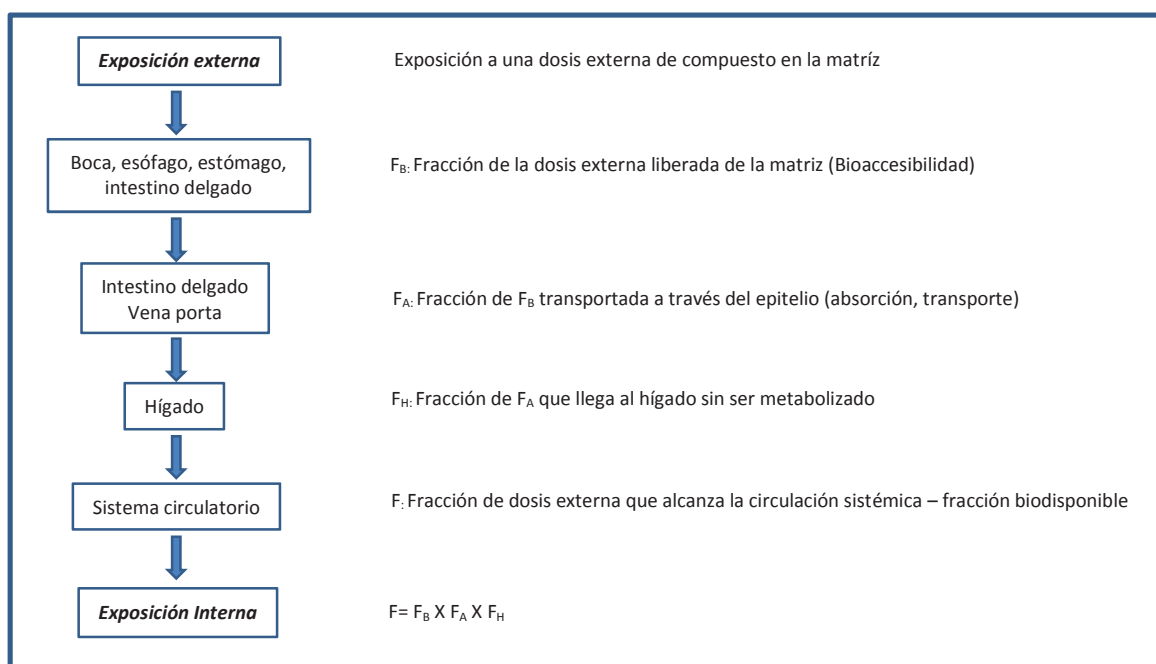 Exposición externa
Exposición a una dosis externa de compuesto en la matríz
Boca, esófago, estómago,
intestino delgado
FB: Fracción de la dosis externa liberada de la matriz (Bioaccesibilidad)
Intestino delgado
Vena porta
FA: Fracción de FB transportada a través del epitelio (absorción, transporte)
Hígado
FH: Fracción de FA que llega al hígado sin ser metabolizado
Sistema circulatorio
F: Fracción de dosis externa que alcanza la circulación sistémica – fracción biodisponible
Exposición Interna
F= FB X FA X FH